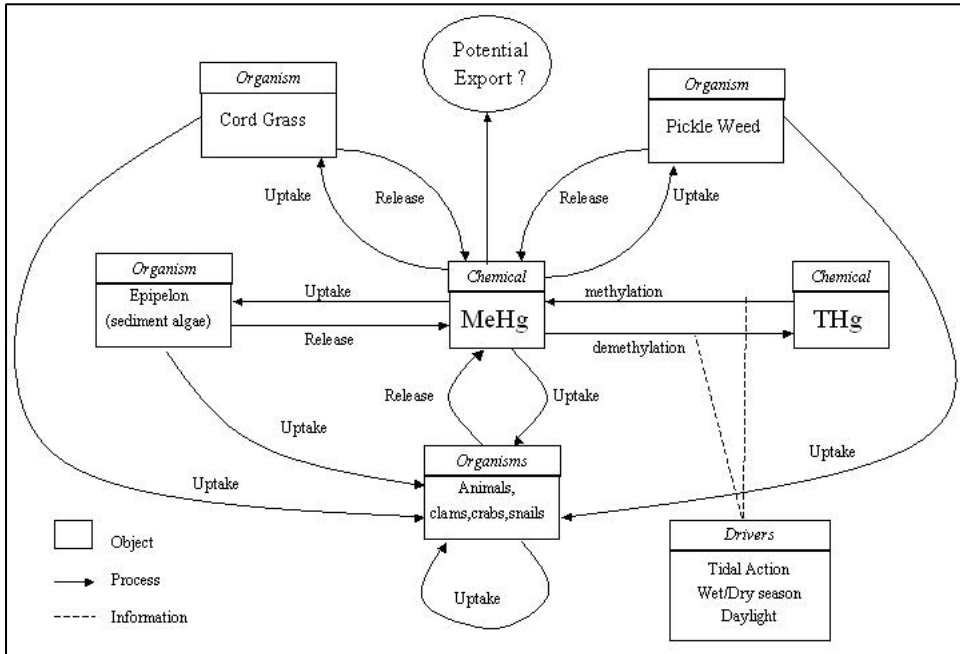 Potential
Export ?
Organism
Cord Grass
Organism
Pickle Weed
Uptake
Release
Release
Uptake
Organism
Epipelon
(sediment algae)
Uptake
Release
Chemical
MeHg
methylation
demethylation
Chemical
THg
Release
Uptake
Uptake
Uptake
Uptake
Organisms
Animals,
clams,crabs,snails
Uptake
Object
Process
Information
Drivers
Tidal Action
Wet/Dry season
Daylight